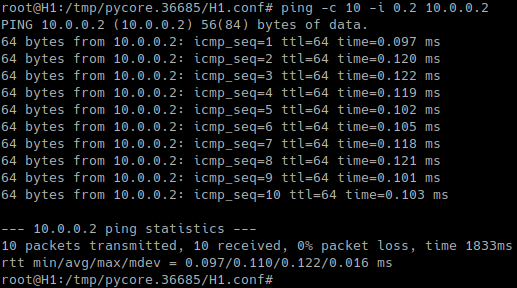 root@H1:/tmp/pycore.36685/H1.conf# ping -c 10 -i 0.2 10.0.0.2
PING 10.0.0.2 (10.0.0.2) 56(84) bytes of data.
64 bytes from 10.0.0.2: icmp_seq=1 ttl=64 time=0.097 ms
64 bytes from 10.0.0.2: icmp_seq=2 ttl=64 time=0.120 ms
64 bytes from 10.0.0.2: icmp_seq=3 ttl=64 time=0.122 ms
64 bytes from 10.0.0.2: icmp_seq=4 ttl=64 time=0.119 ms
64 bytes from 10.0.0.2: icmp_seq=5 ttl=64 time=0.102 ms
64 bytes from 10.0.0.2: icmp_seq=6 ttl=64 time=0.105 ms
64 bytes from 10.0.0.2: icmp_seq=7 ttl=64 time=0.118 ms
64 bytes from 10.0.0.2: icmp_seq=8 ttl=64 time=0.121 ms
64 bytes from 10.0.0.2: icmp_seq=9 ttl=64 time=0.101 ms
64 bytes from 10.0.0.2: icmp_seq=10 ttl=64 time=0.103 ms

--- 10.0.0.2 ping statistics ---
10 packets transmitted, 10 received, 0% packet loss, time 1833ms
rtt min/avg/max/mdev = 0.097/0.110/0.122/0.016 ms
root@H1:/tmp/pycore.36685/H1.conf#